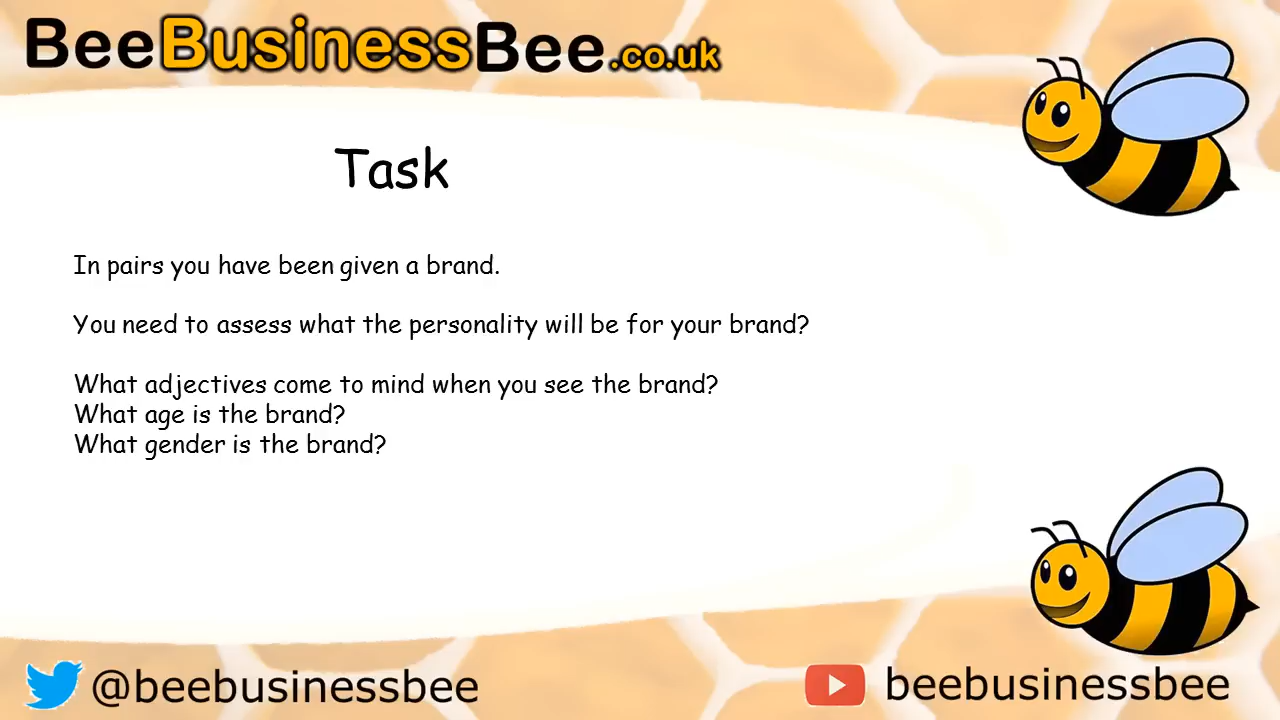 BeeBusinessBee.co.uk
Task
In pairs you have been given a brand.
You need to assess what the personality will be for your brand?
What adjectives come to mind when you see the brand?
What age is the brand?
What gender is the brand?
@beebusinessbee
beebusinessbee